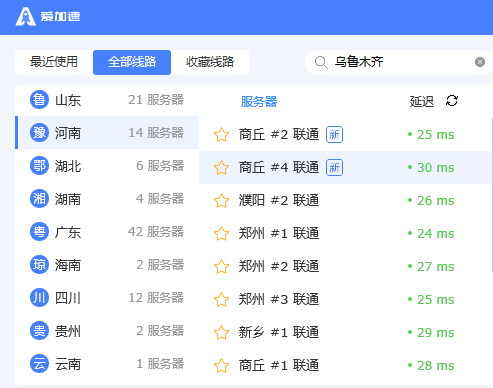 爱加速
最近使用 全部线路 收藏线路 乌鲁木齐
鲁 山东 21 服务器 服务器 延迟
豫 河南 14 服务器 商丘 #2 联通 新 25 ms
商丘 #4 联通 新 30 ms
鄂 湖北 6 服务器
湘 湖南 4 服务器 濮阳 #2 联通 26 ms
粤 广东 42 服务器 郑州 #1 联通 24 ms
琼 海南 2 服务器 郑州 #2 联通 27 ms
川 四川 12 服务器 郑州 #3 联通 25 ms
贵 贵州 2 服务器 新乡 #1 联通 29 ms
云 云南 1 服务器 商丘 #1 联通 28 ms